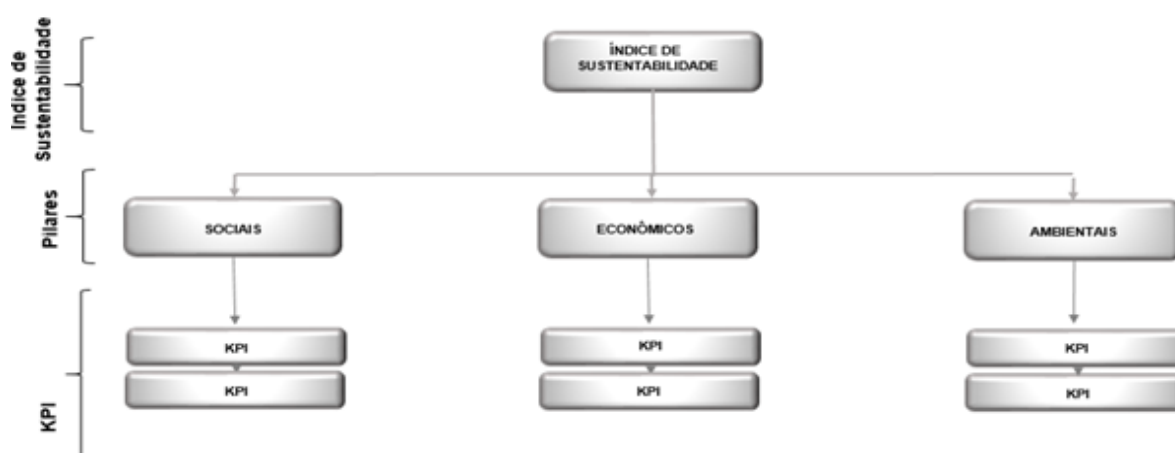 Índice de
Sustentabilidade
ÍNDICE DE
SUSTENTABILIDADE
Pilares
SOCIAIS
ECONÔMICOS
AMBIENTAIS
KPI
KPI
KPI
KPI
KPI
KPI
KPI